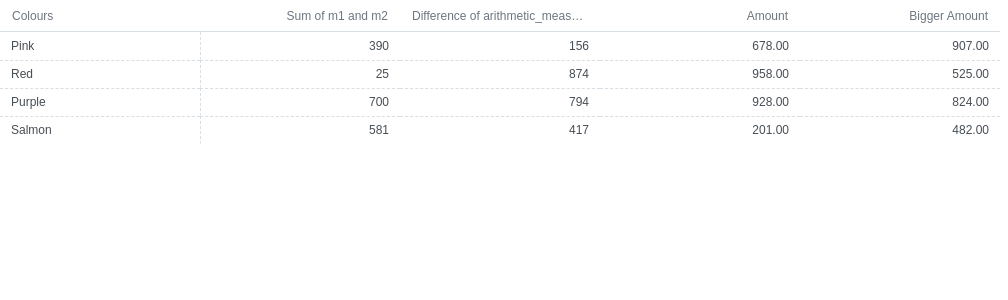 Colours Sum of m1 and m2 Difference of arithmetic_meas… Amount Bigger Amount
Pink 390 156 678.00 907.00
Red 25 874 958.00 525.00
Purple 700 794 928.00 824.00
Salmon 581 417 201.00 482.00